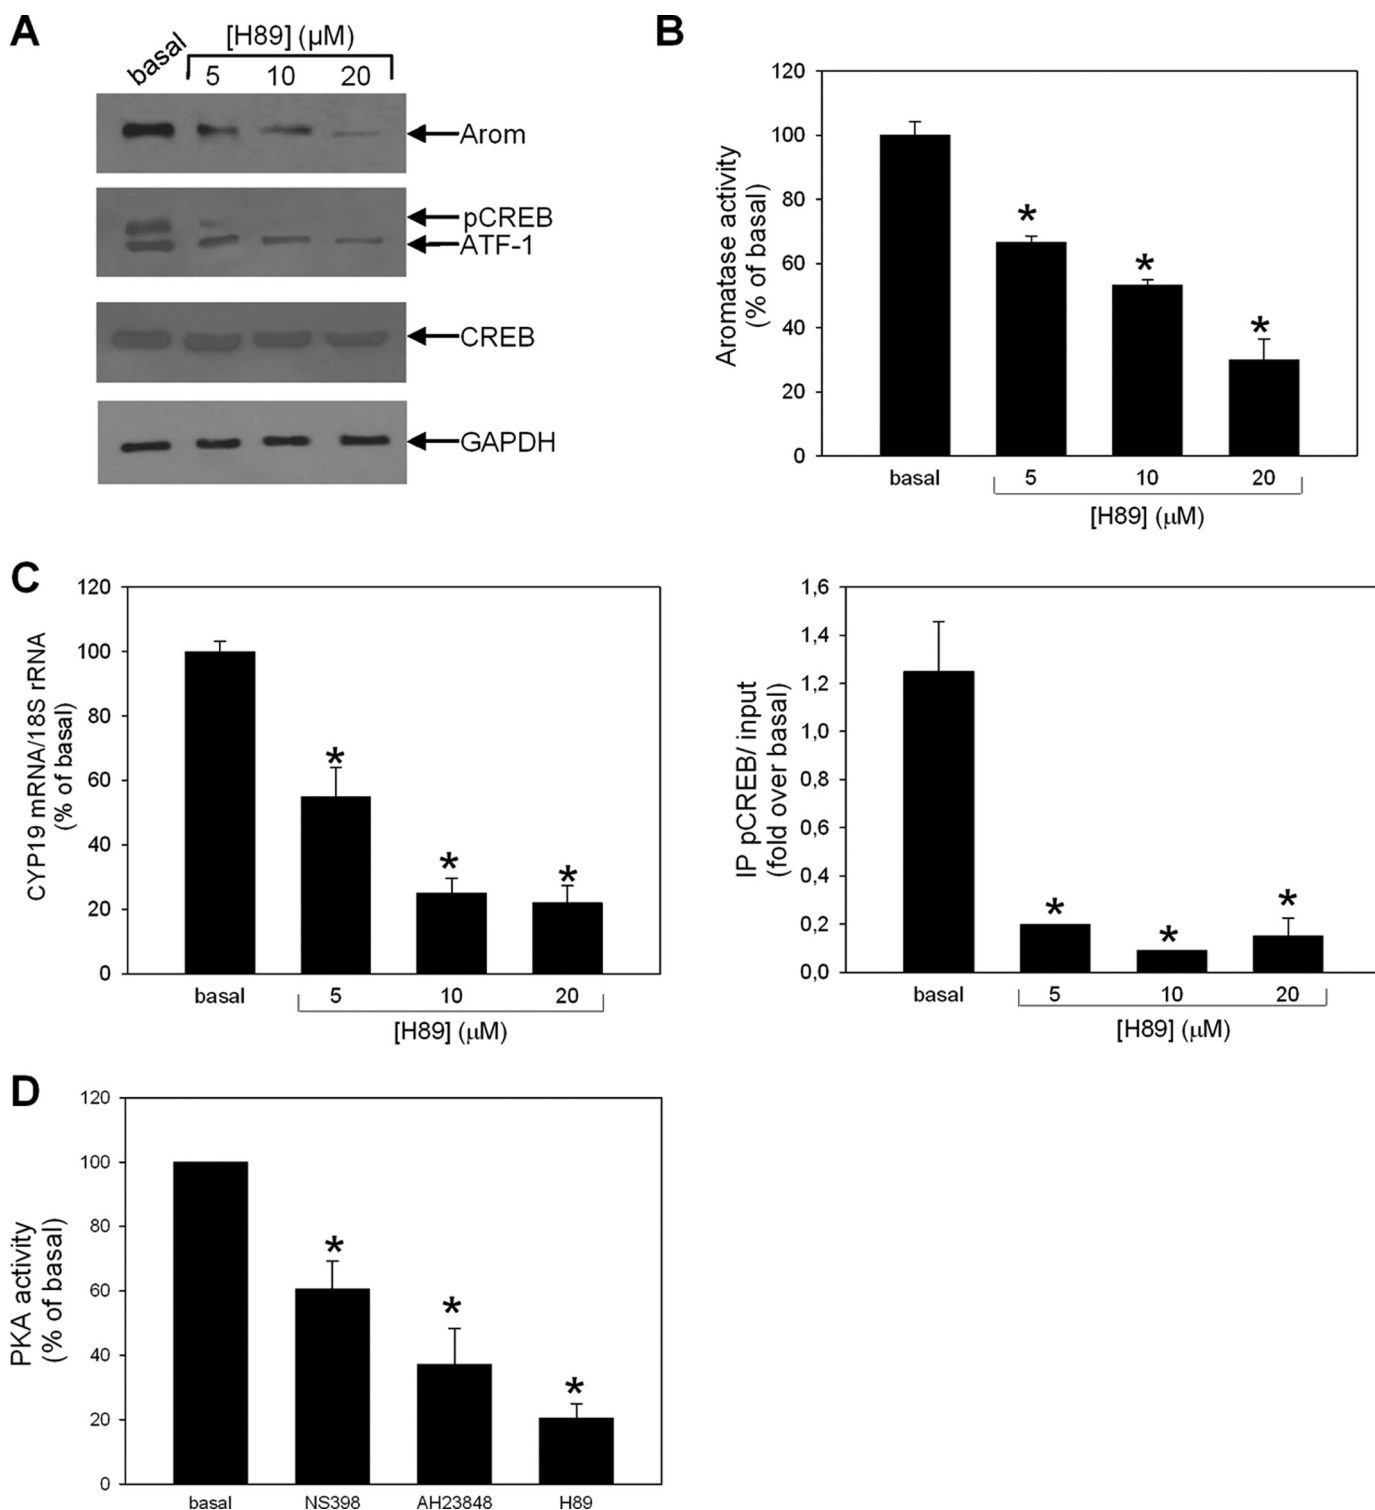 A
[H89] (µM)
basal 5 10 20
Arom
pCREB
ATF-1
CREB
GAPDH
B
Aromatase activity
(% of basal)
120
100
80
60
40
20
0
*
*
*
basal 5 10 20
[H89] (µM)
C
CYP19 mRNA/18S rRNA
(% of basal)
120
100
80
60
40
20
0
*
*
*
basal 5 10 20
[H89] (µM)
IP pCREB/ input
(fold over basal)
1,6
1,4
1,2
1,0
0,8
0,6
0,4
0,2
0,0
*
*
*
basal 5 10 20
[H89] (µM)
D
PKA activity
(% of basal)
120
100
80
60
40
20
0
*
*
*
basal NS398 AH23848 H89